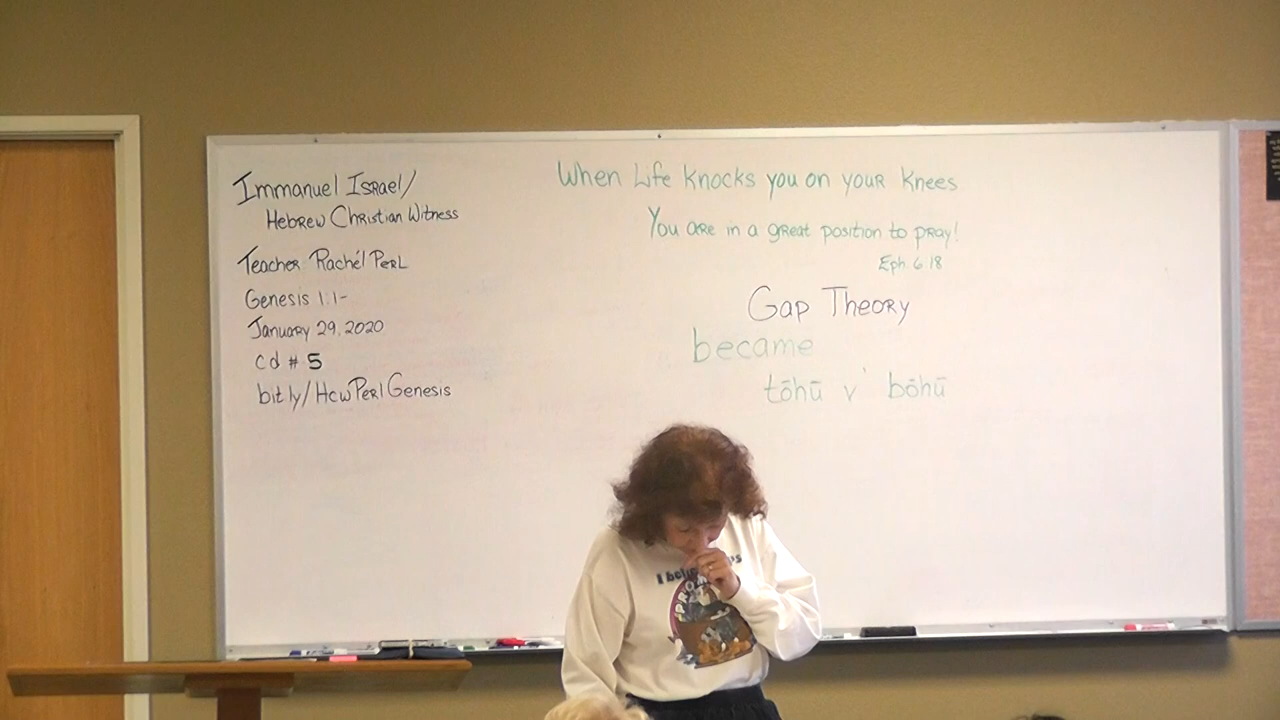 Immanuel Israel/
Hebrew Christian Witness
Teacher Rachél Perl
Genesis 1:1-
January 29, 2020
cd # 5
bit.ly/HcwPerlGenesis
When Life Knocks you on your Knees
You are in a great position to pray!
Eph. 6:18
Gap Theory
became
tōhū v' bōhū
I